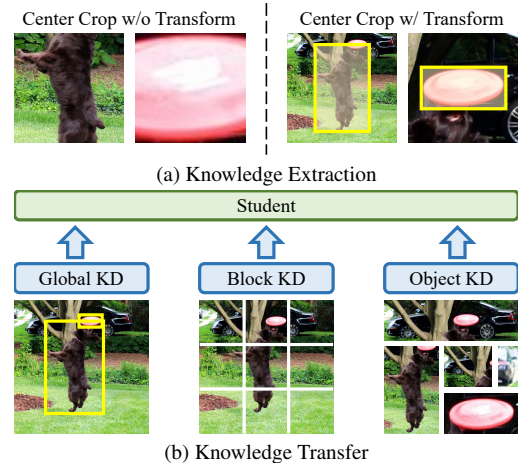 Center Crop w/o Transform
Center Crop w/ Transform
(a) Knowledge Extraction
Student
Global KD
Block KD
Object KD
(b) Knowledge Transfer